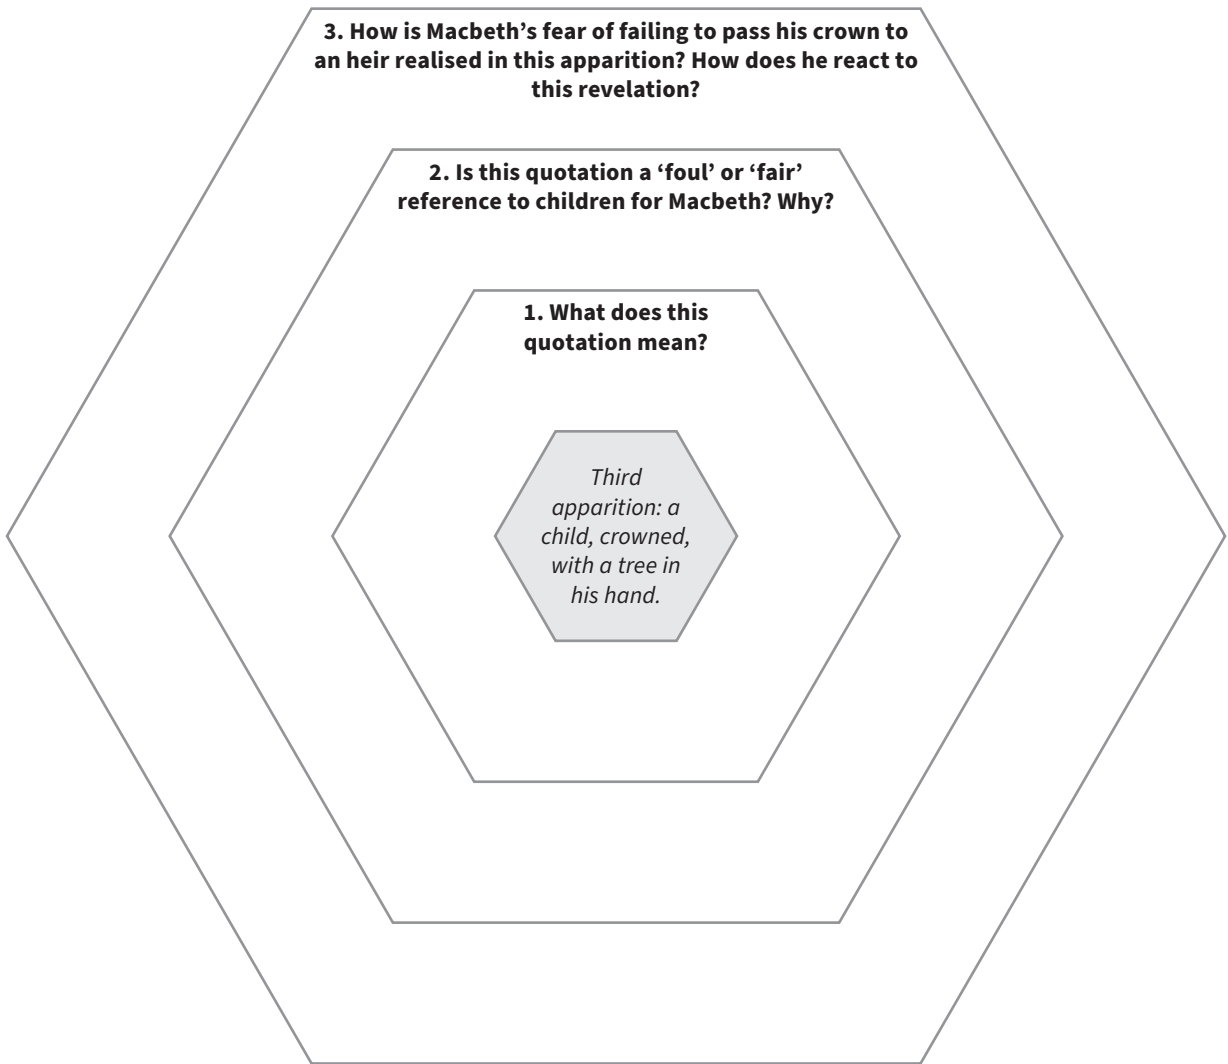 3. How is Macbeth’s fear of failing to pass his crown to
an heir realised in this apparition? How does he react to
this revelation?
2. Is this quotation a ‘foul’ or ‘fair’
reference to children for Macbeth? Why?
1. What does this
quotation mean?
Third
apparition: a
child, crowned,
with a tree in
his hand.